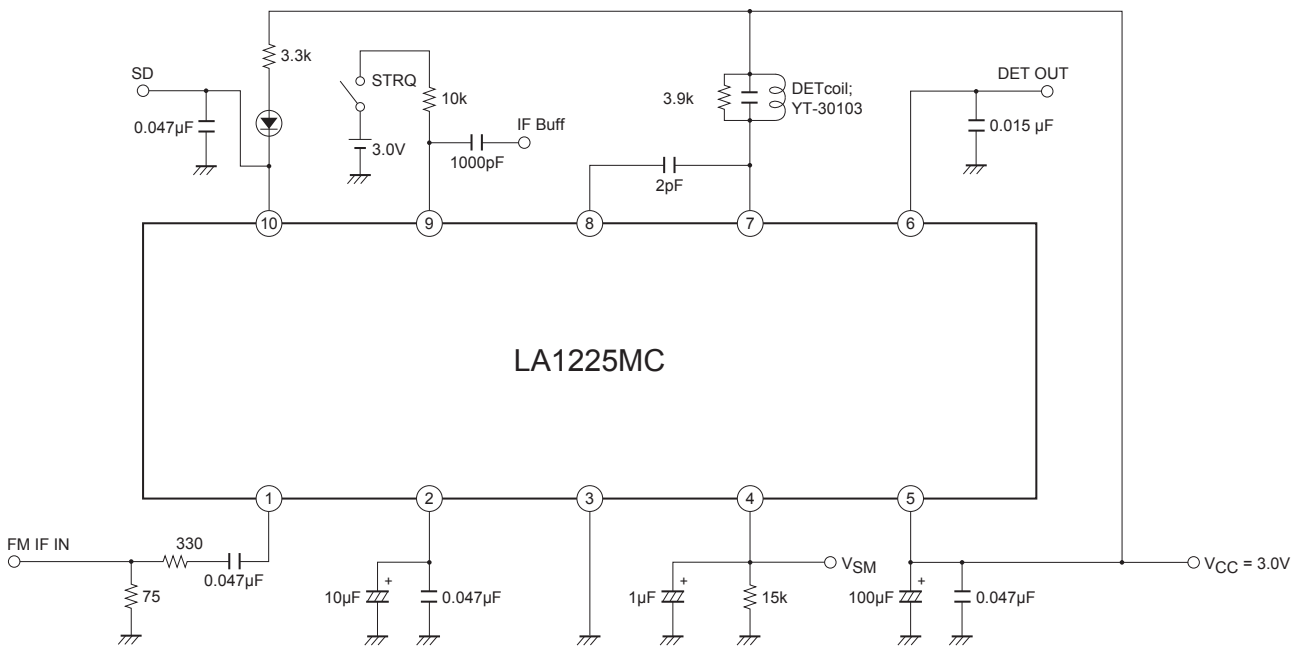 3.3k
SD
STRQ
DET OUT
3.9k
DETcoil;
YT-30103
10k
0.047µF
IF Buff
0.015 µF
3.0V
1000pF
2pF
10
9
8
7
6
LA1225MC
1
2
3
4
5
FM IF IN
330
0.047µF
VSM
VCC = 3.0V
75
10µF
+
0.047µF
1µF
+
15k
100µF
+
0.047µF